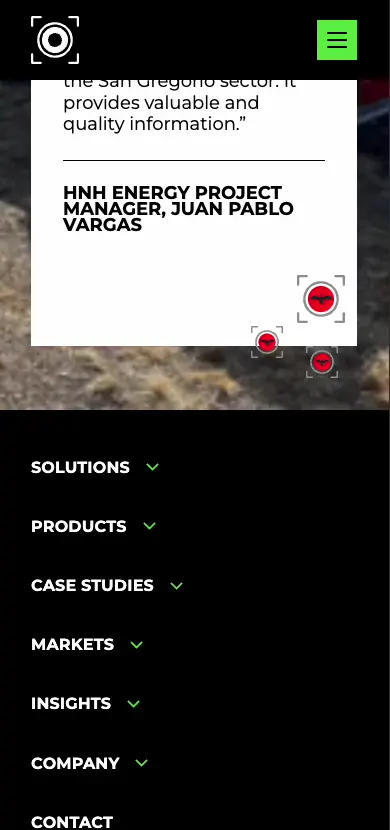 the San Gregorio sector. It
provides valuable and
quality information.”
HNH ENERGY PROJECT
MANAGER, JUAN PABLO
VARGAS
SOLUTIONS
PRODUCTS
CASE STUDIES
MARKETS
INSIGHTS
COMPANY
CONTACT